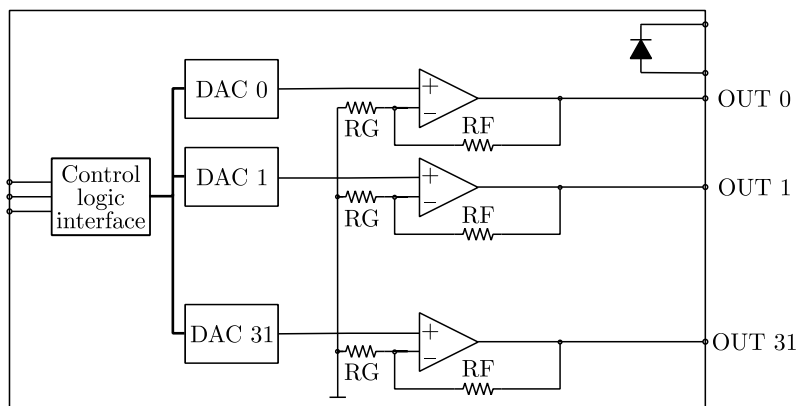 DAC 0
+
−
RG
RF
OUT 0
Control
logic
interface
DAC 1
+
−
RG
RF
OUT 1
DAC 31
+
−
RG
RF
OUT 31